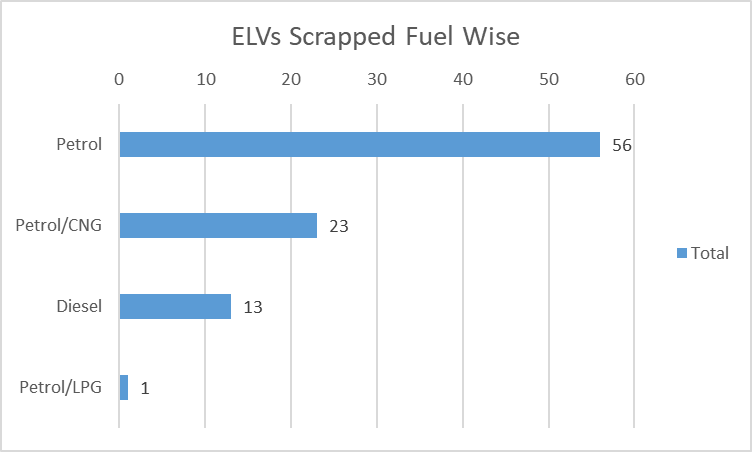 ELVs Scrapped Fuel Wise
0 10 20 30 40 50 60
Petrol 56
Petrol/CNG 23
Total
Diesel 13
Petrol/LPG 1